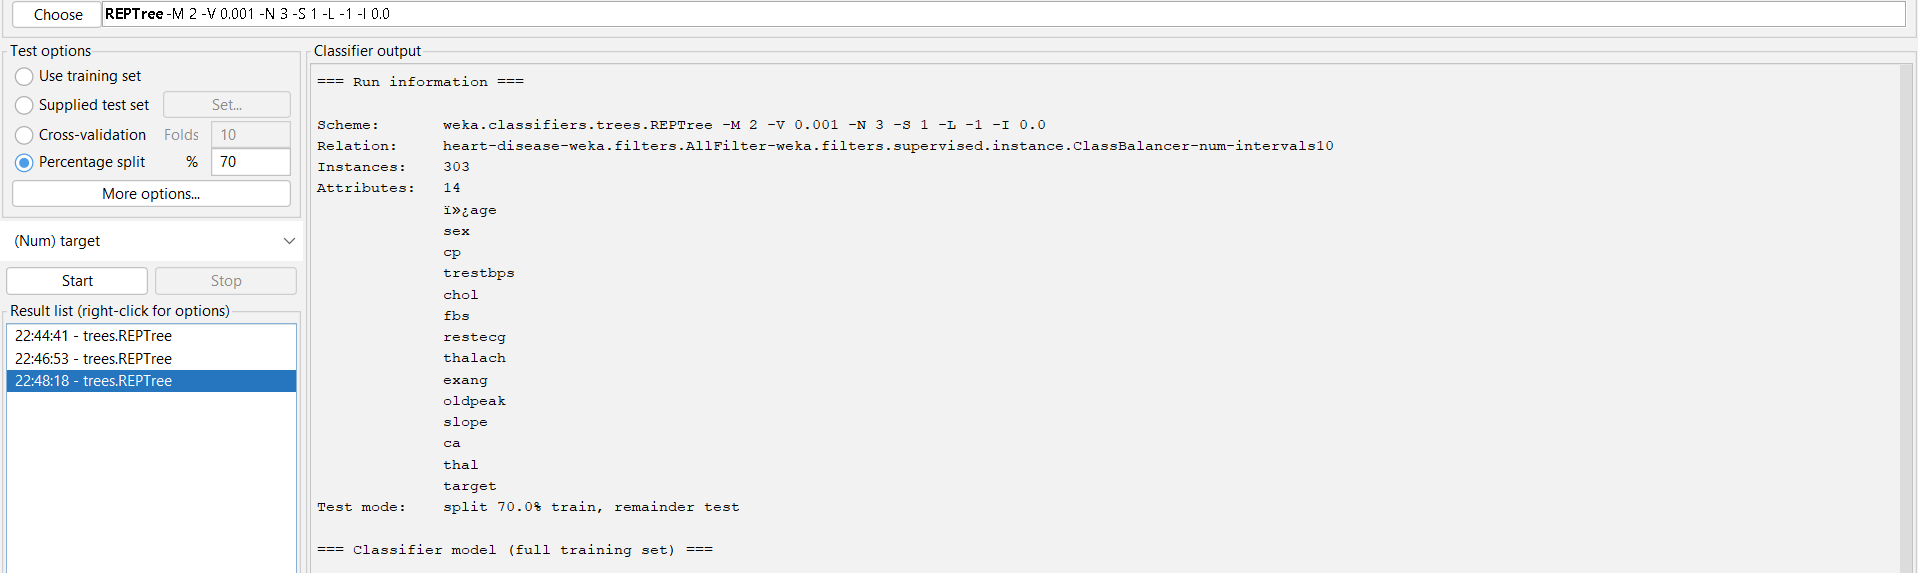 Choose REPTree -M 2 -V 0.001 -N 3 -S 1 -L -1 -I 0.0
Test options
Use training set
Supplied test set Set...
Cross-validation Folds 10
Percentage split % 70
More options...
(Num) target
Start Stop
Result list (right-click for options)
22:44:41 - trees.REPTree
22:46:53 - trees.REPTree
22:48:18 - trees.REPTree
Classifier output
=== Run information ===
Scheme: weka.classifiers.trees.REPTree -M 2 -V 0.001 -N 3 -S 1 -L -1 -I 0.0
Relation: heart-disease-weka.filters.AllFilter-weka.filters.supervised.instance.ClassBalancer-num-intervals10
Instances: 303
Attributes: 14
ï»¿age
sex
cp
trestbps
chol
fbs
restecg
thalach
exang
oldpeak
slope
ca
thal
target
Test mode: split 70.0% train, remainder test
=== Classifier model (full training set) ===